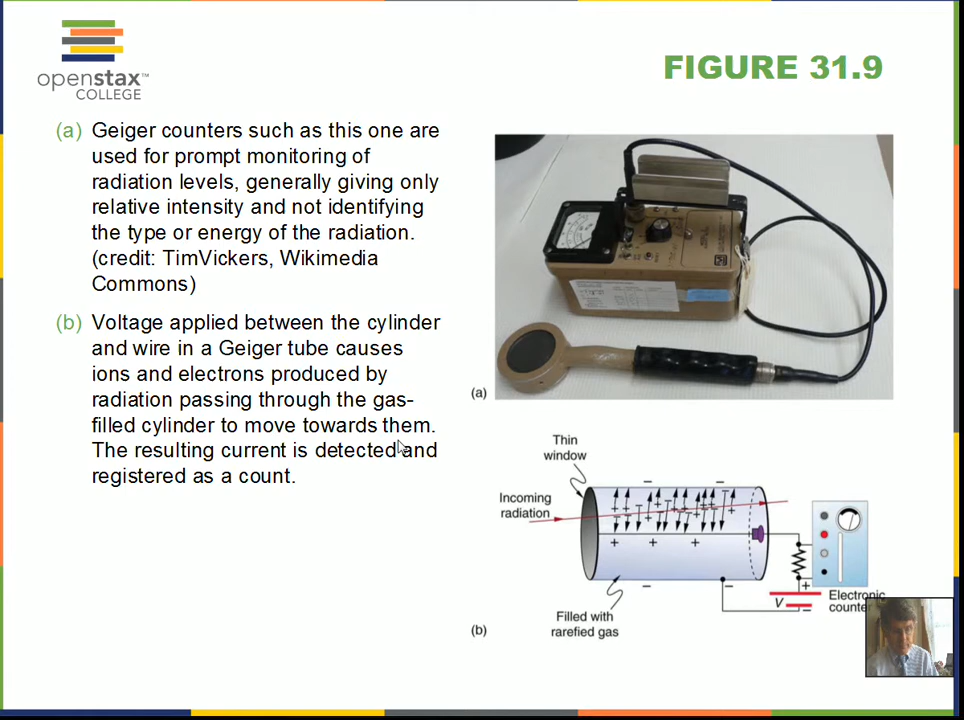 openstax™
COLLEGE
FIGURE 31.9
(a) Geiger counters such as this one are
used for prompt monitoring of
radiation levels, generally giving only
relative intensity and not identifying
the type or energy of the radiation.
(credit: TimVickers, Wikimedia
Commons)
(b) Voltage applied between the cylinder
and wire in a Geiger tube causes
ions and electrons produced by
radiation passing through the gas-
filled cylinder to move towards them.
The resulting current is detected and
registered as a count.
(a)
Thin
window
Incoming
radiation
− −
+ + +
− −
+
V
−
Electronic
counter
Filled with
rarefied gas
(b)